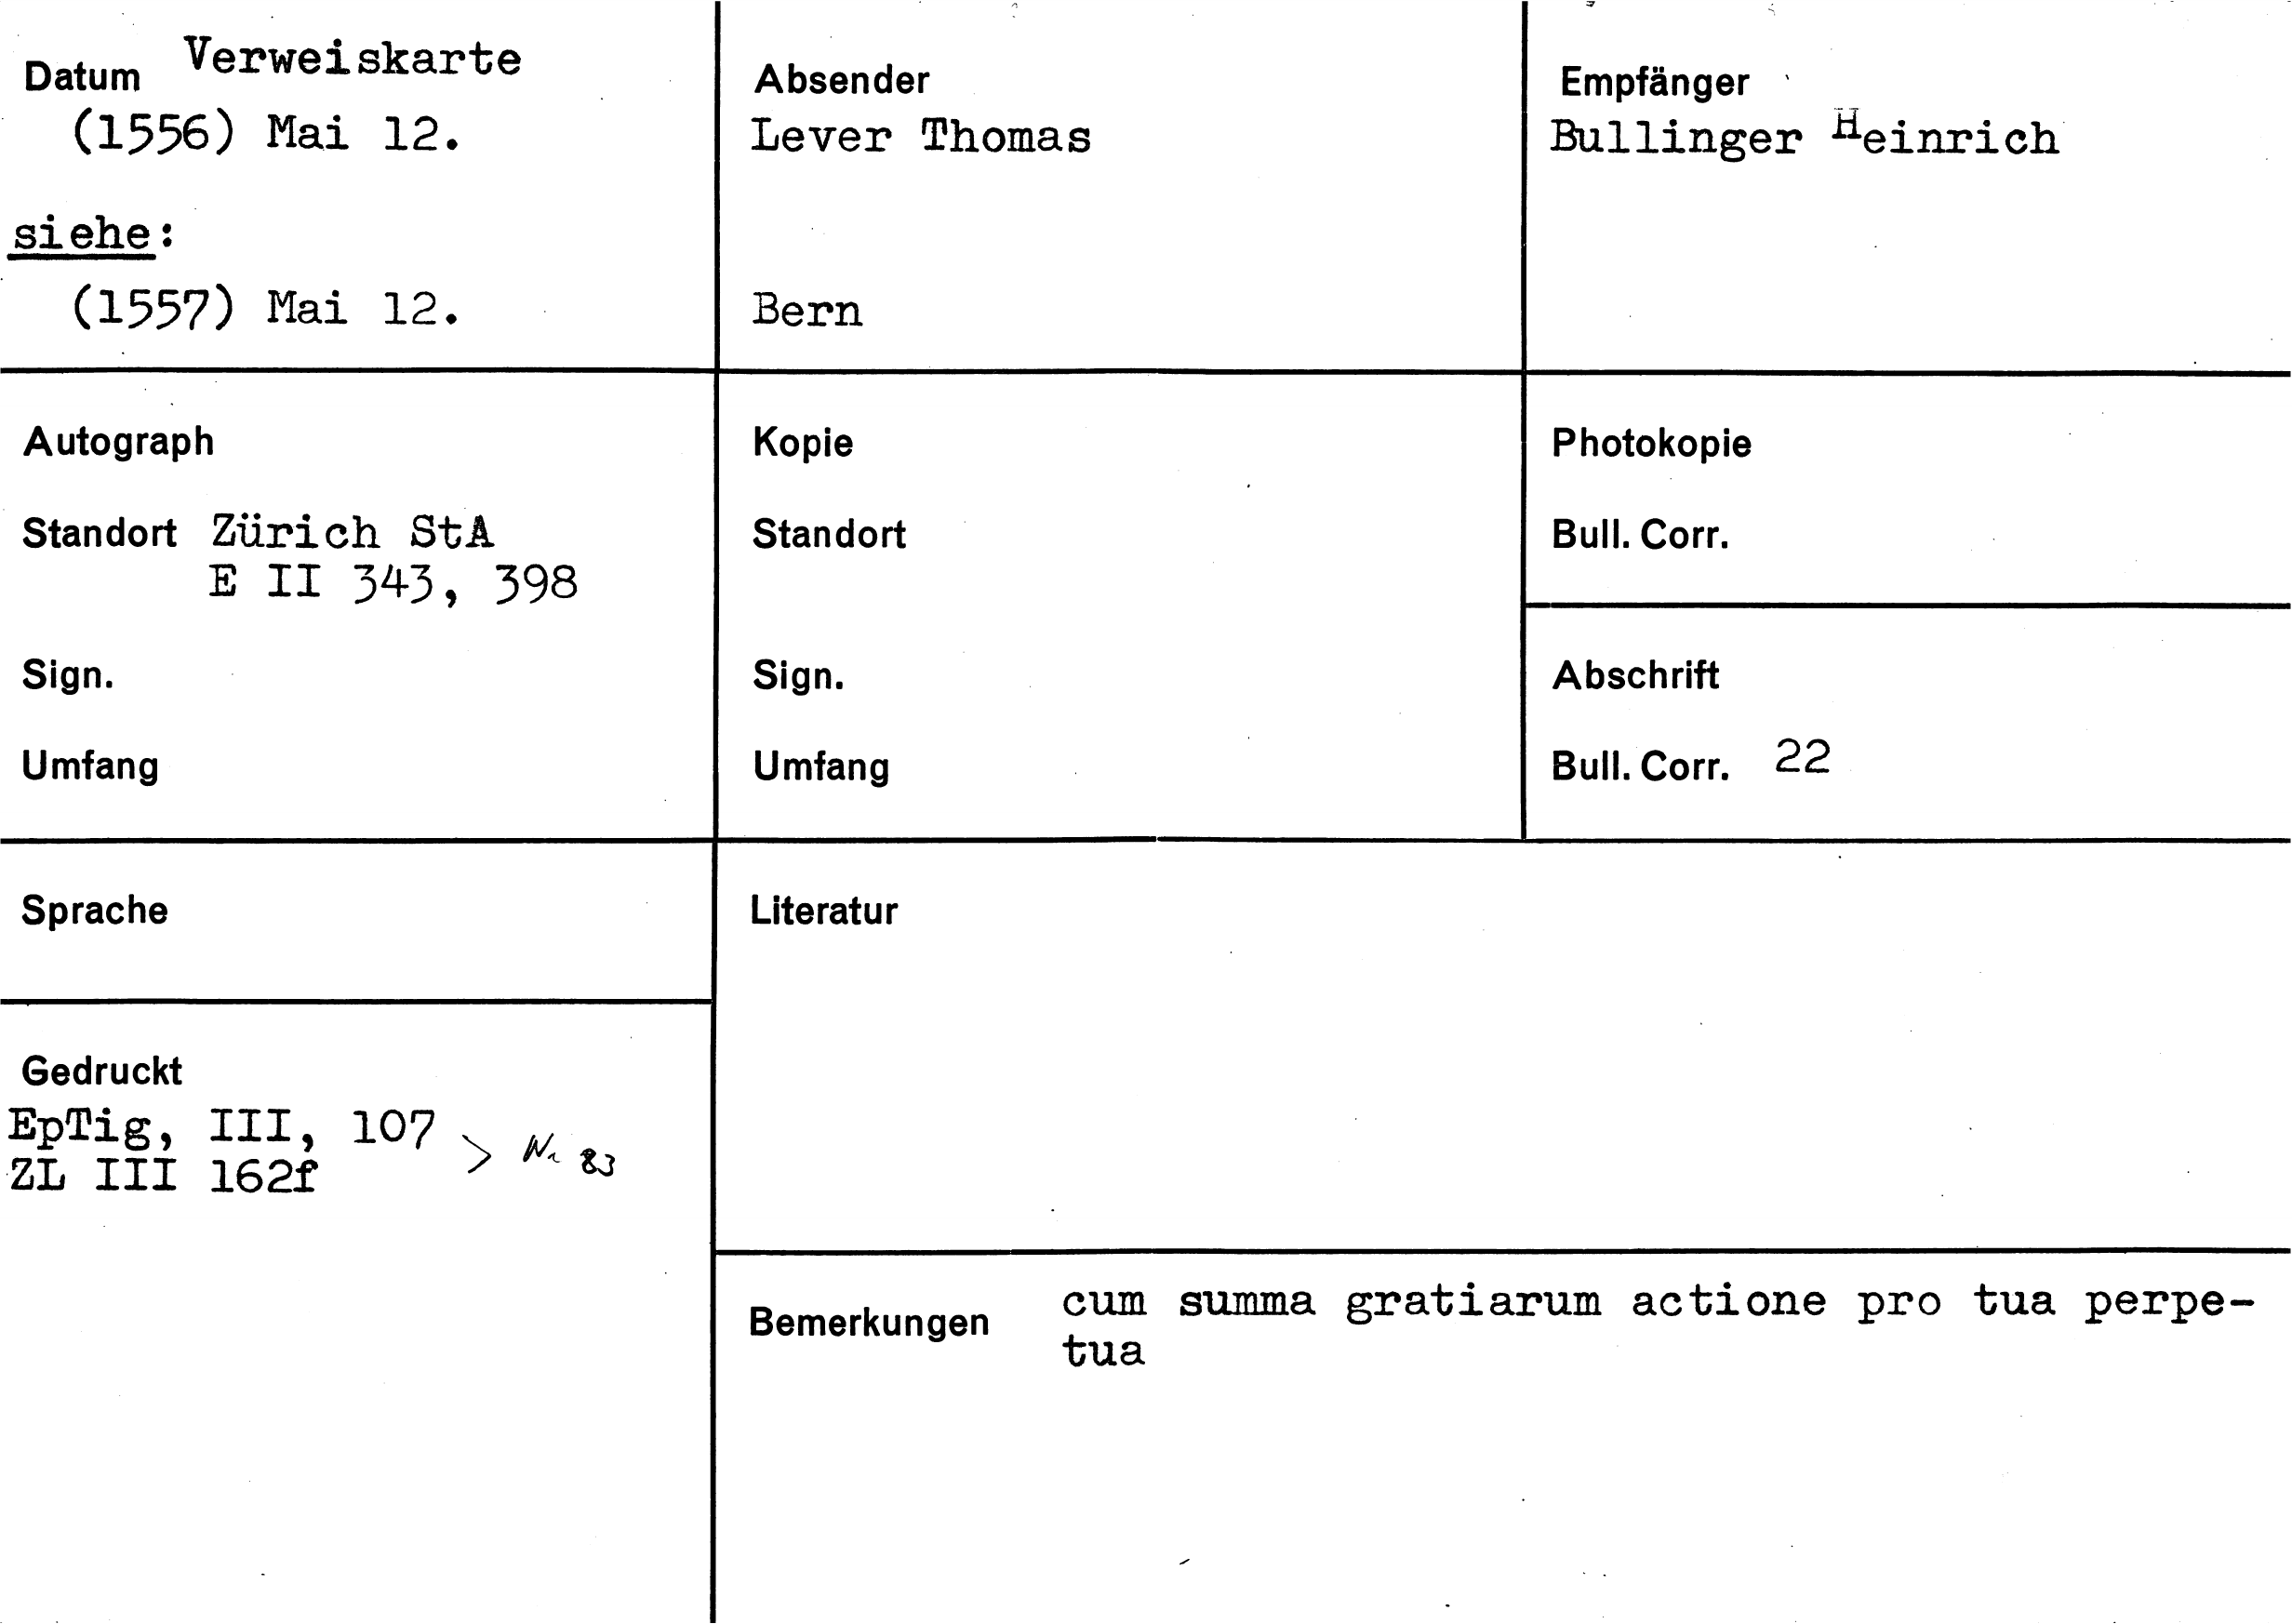 Datum Verweiskarte
(1556) Mai 12.
siehe:
(1557) Mai 12.
Absender
Lever Thomas
Bern
Empfänger
Bullinger Heinrich
Autograph
Standort Zürich StA
E II 343, 398
Sign.
Umfang
Kopie
Standort
Sign.
Umfang
Photokopie
Bull. Corr.
Abschrift
Bull. Corr. 22
Sprache
Gedruckt
EpTig, III, 107
ZL III 162f
> Nr 83
Literatur
Bemerkungen cum summa gratiarum actione pro tua perpe-
tua